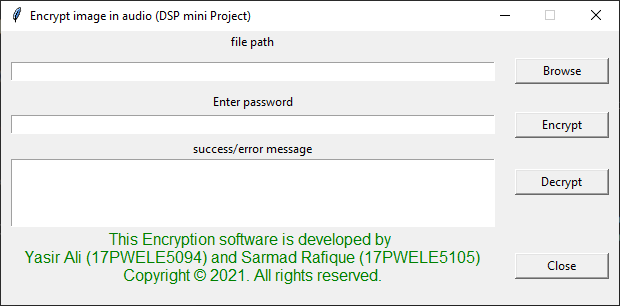 Encrypt image in audio (DSP mini Project)
file path
Browse
Enter password
Encrypt
success/error message
Decrypt
This Encryption software is developed by
Yasir Ali (17PWELE5094) and Sarmad Rafique (17PWELE5105)
Copyright © 2021. All rights reserved.
Close